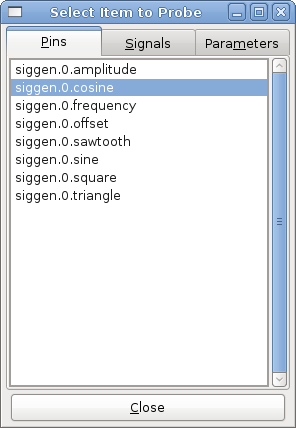 Select Item to Probe
Pins Signals Parameters
siggen.0.amplitude
siggen.0.cosine
siggen.0.frequency
siggen.0.offset
siggen.0.sawtooth
siggen.0.sine
siggen.0.square
siggen.0.triangle
Close